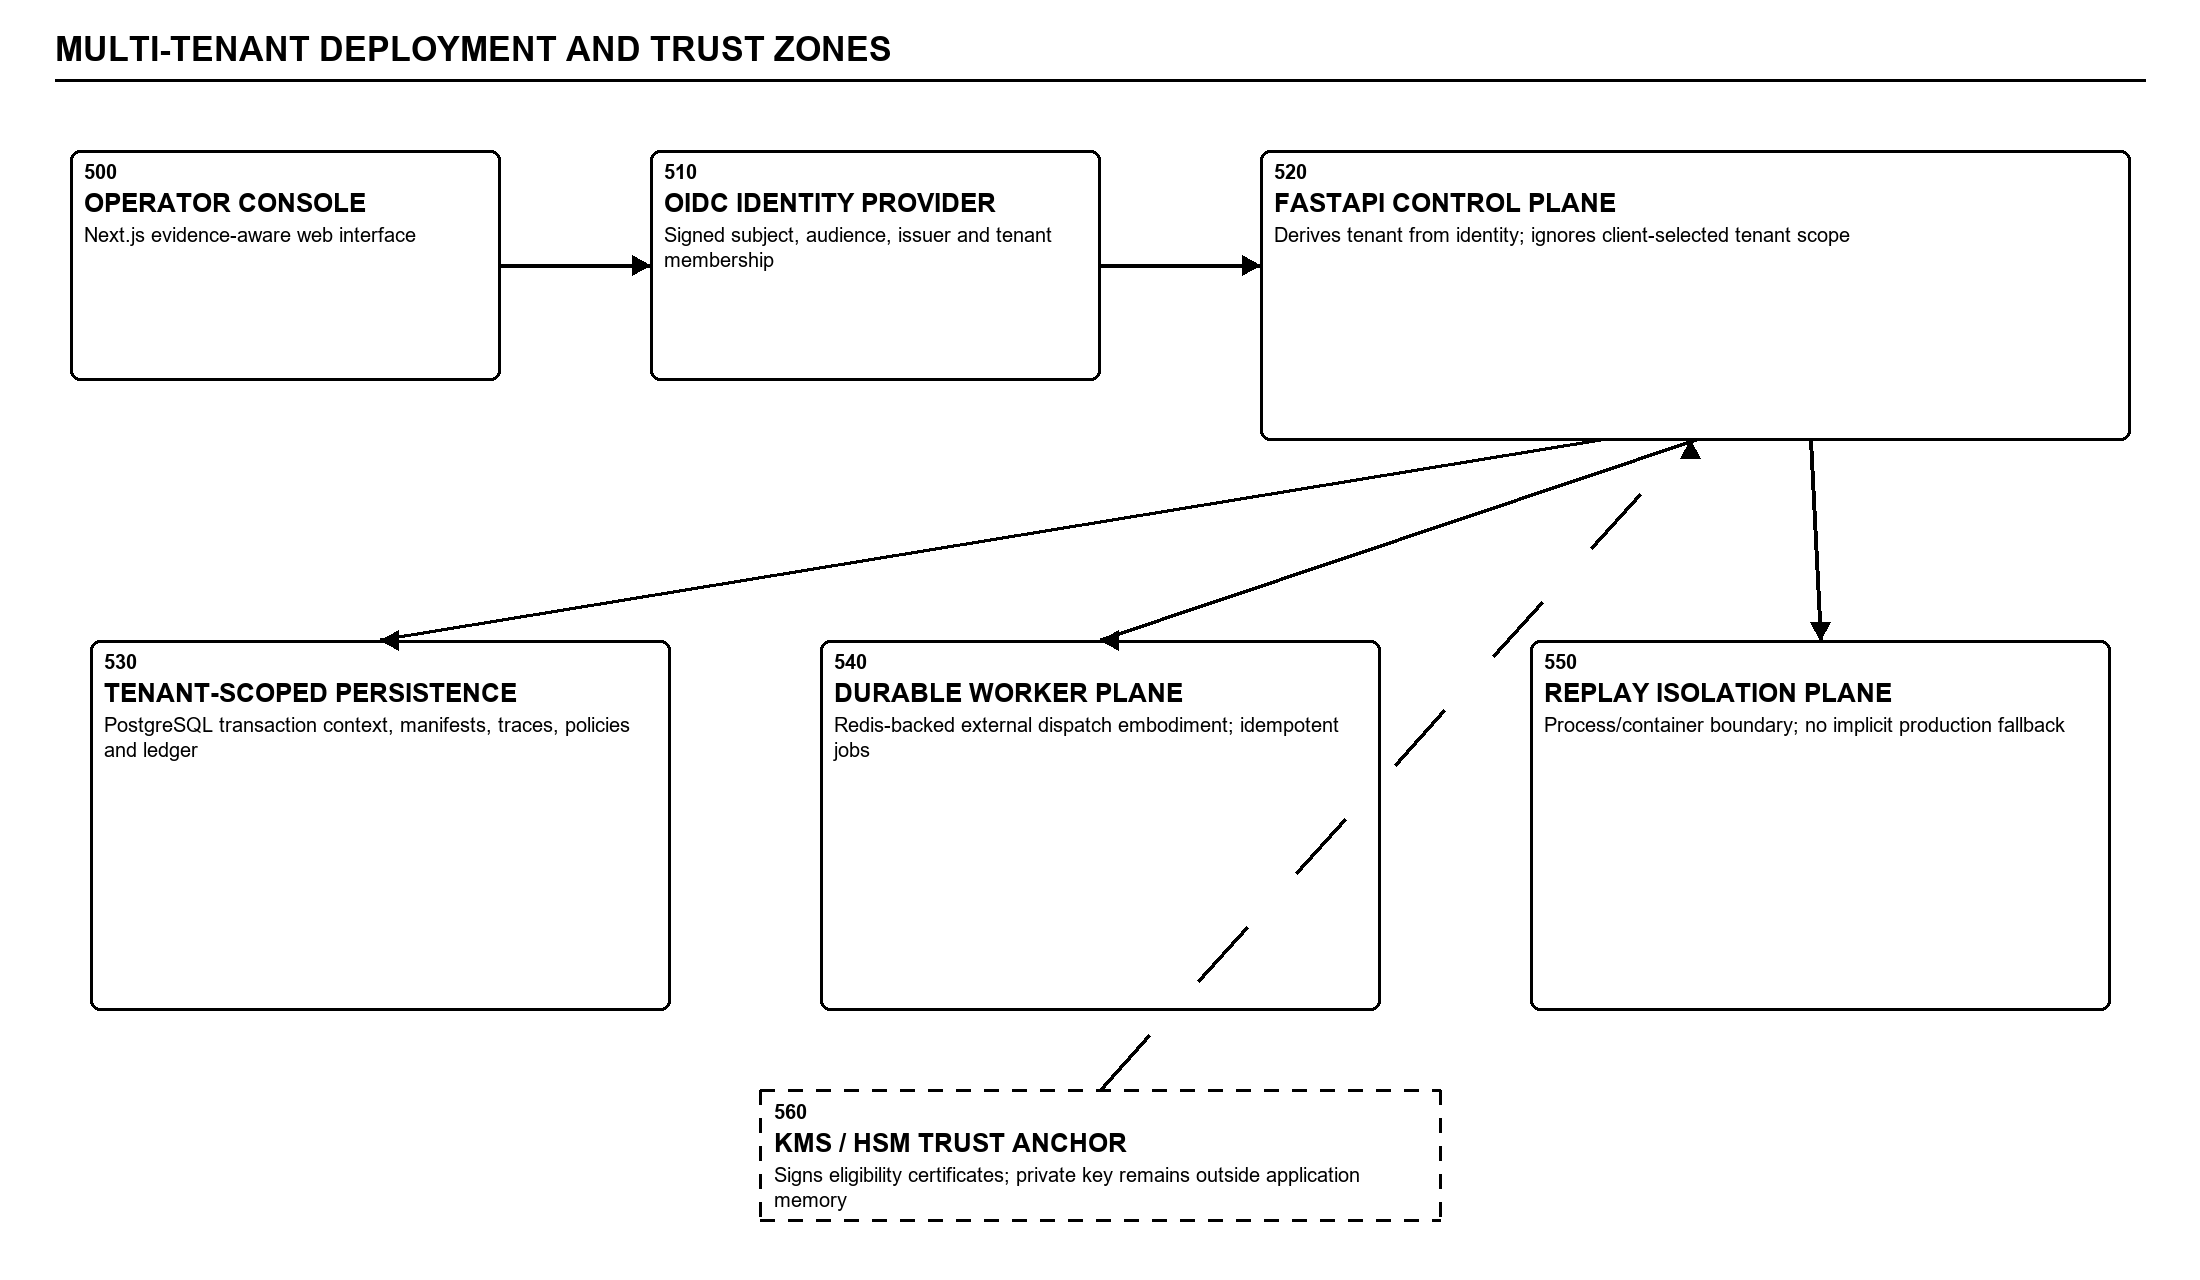 MULTI-TENANT DEPLOYMENT AND TRUST ZONES
500
OPERATOR CONSOLE
Next.js evidence-aware web interface
510
OIDC IDENTITY PROVIDER
Signed subject, audience, issuer and tenant
membership
520
FASTAPI CONTROL PLANE
Derives tenant from identity; ignores client-selected tenant scope
530
TENANT-SCOPED PERSISTENCE
PostgreSQL transaction context, manifests, traces, policies
and ledger
540
DURABLE WORKER PLANE
Redis-backed external dispatch embodiment; idempotent
jobs
550
REPLAY ISOLATION PLANE
Process/container boundary; no implicit production fallback
560
KMS / HSM TRUST ANCHOR
Signs eligibility certificates; private key remains outside application
memory